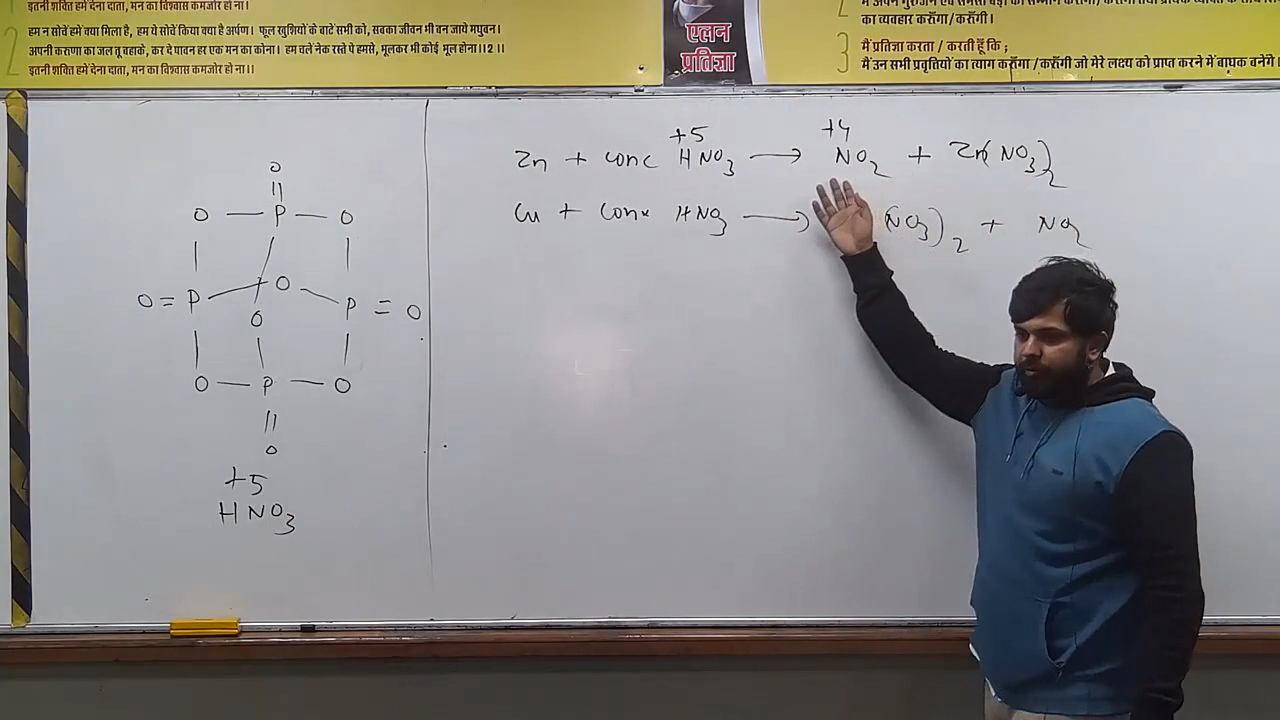 इतनी शक्ति हमें देना दाता, मन का विश्वास कमजोर हो ना।
2 हम न सोचें हमें क्या मिला है, हम ये सोचें किया क्या है अर्पण। फूल खुशियों के बाटें सभी को, सबका जीवन भी बन जाये मधुबन।
अपनी करुणा का जल तू बहाके, कर दे पावन हर एक मन का कोना। हम चलें नेक रस्ते पे हमसे, भूलकर भी कोई भूल हो ना।। 2 ।।
इतनी शक्ति हमें देना दाता, मन का विश्वास कमजोर हो ना।।
एलन
प्रतिज्ञा
का व्यवहार करूँगा / करूँगी।
3 मैं प्रतिज्ञा करता / करती हूँ कि ;
मैं उन सभी प्रवृत्तियों का त्याग करूँगा / करूँगी जो मेरे लक्ष्य को प्राप्त करने में बाधक बनेंगे
O
||
O — P — O
| |
O = P — O — P = O
O
| | |
O — P — O
||
O
+5
HNO3
+5 +4
Zn + conc HNO3 → NO2 + Zn(NO3)2
Cu + conc HNO3 → (NO3)2 + NO2